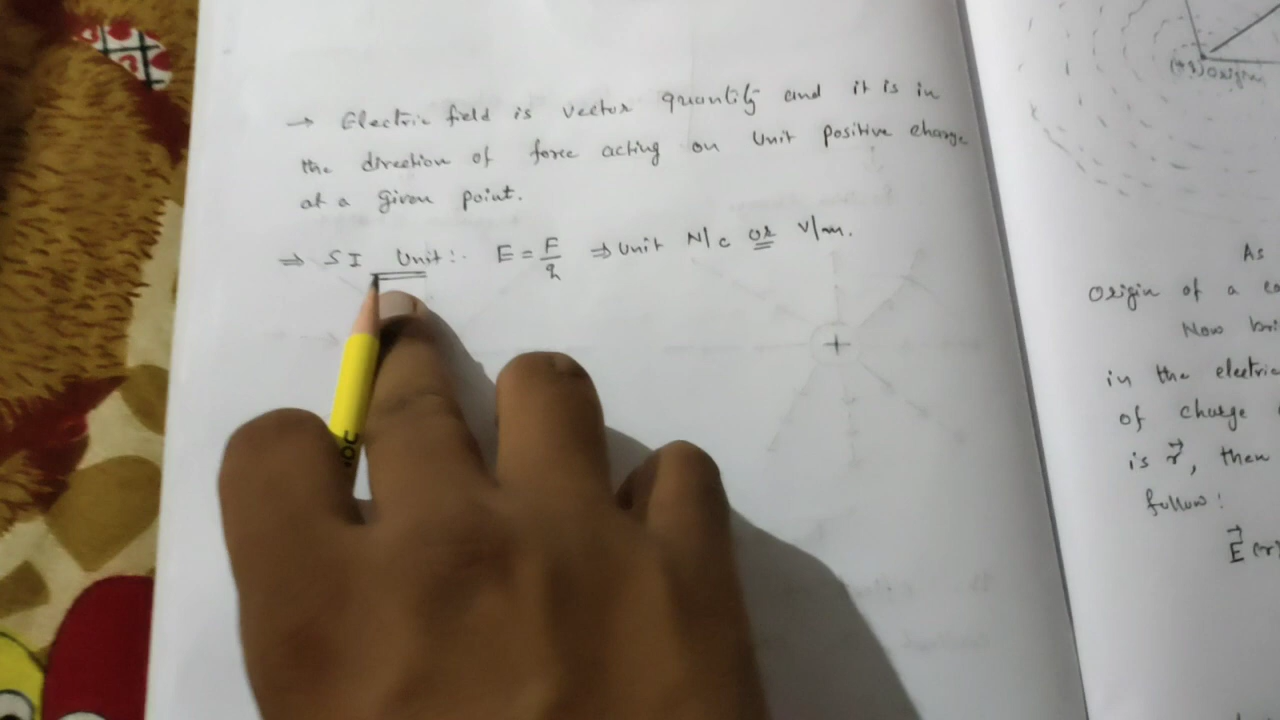 → Electric field is vector quantity and it is in
the direction of force acting on Unit positive charge
at a given point.
⇒ SI Unit:. E = F/q ⇒ Unit N/c or V/m.
(+q) Origin
As
Origin of a
Now
in the electric
of charge
is r⃗, then
follow:
E⃗